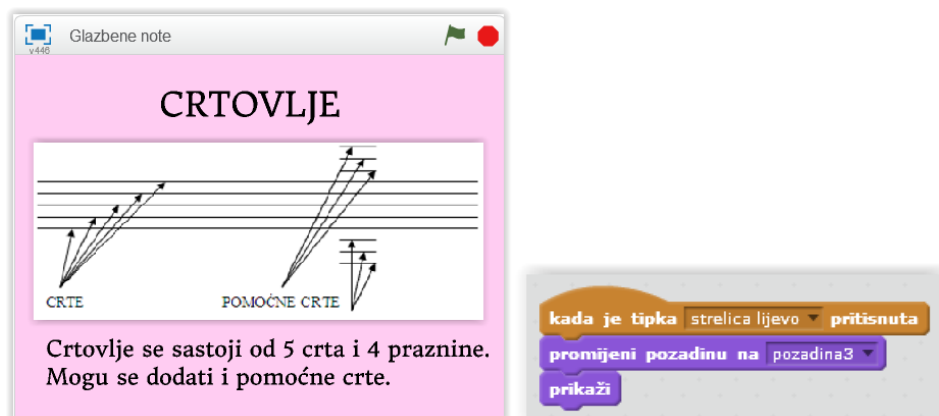 Glazbene note
v446
CRTOVLJE
CRTE
POMOĆNE CRTE
Crtovlje se sastoji od 5 crta i 4 praznine.
Mogu se dodati i pomoćne crte.
kada je tipka strelica lijevo pritisnuta
promijeni pozadinu na pozadina3
prikaži